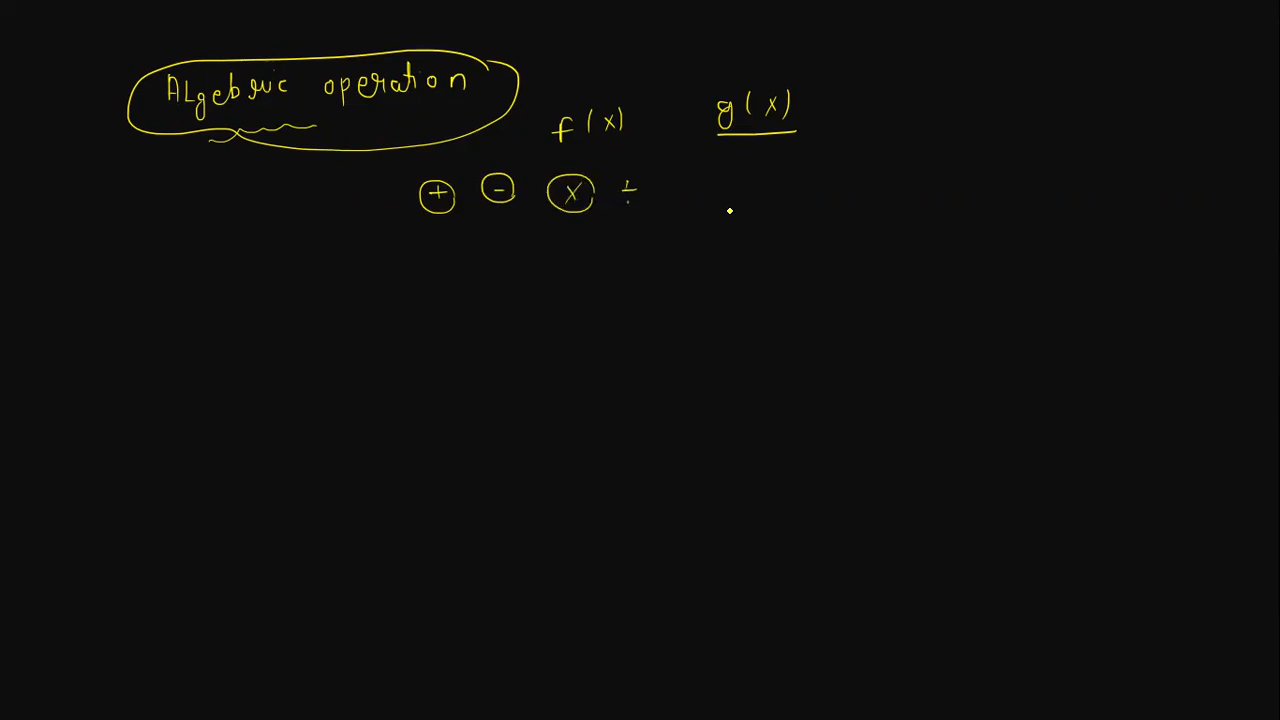 Algebric operation
f(x) g(x)
+ - x ÷